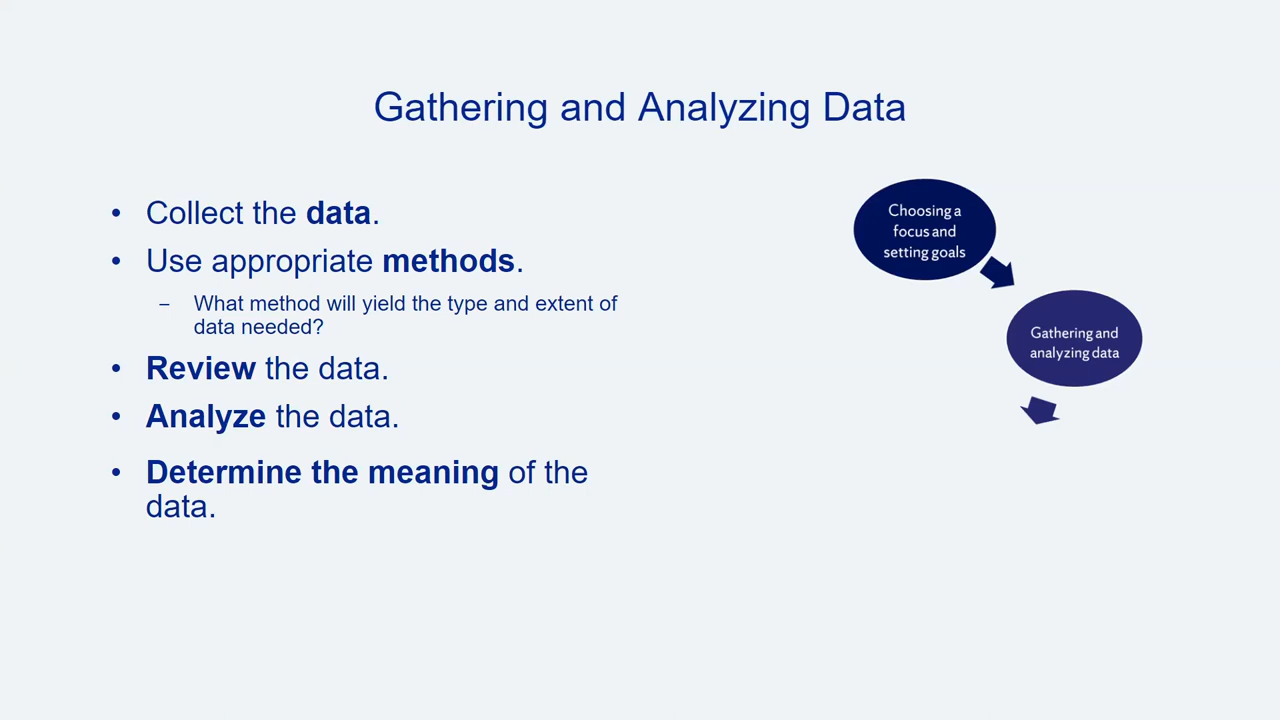 Gathering and Analyzing Data
• Collect the data.
• Use appropriate methods.
– What method will yield the type and extent of
data needed?
• Review the data.
• Analyze the data.
• Determine the meaning of the
data.
Choosing a
focus and
setting goals
Gathering and
analyzing data